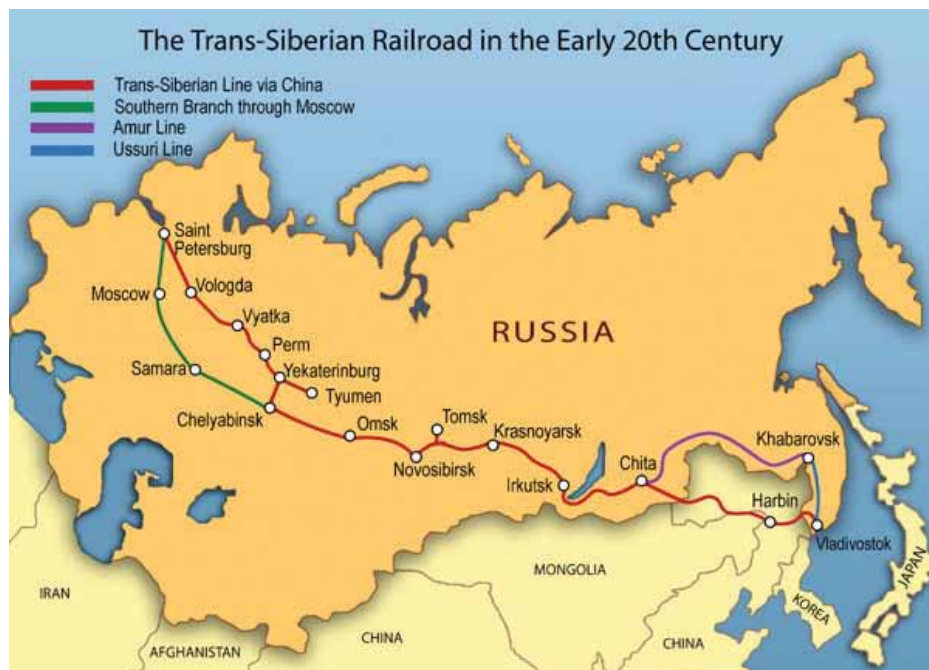 The Trans-Siberian Railroad in the Early 20th Century
Trans-Siberian Line via China
Southern Branch through Moscow
Amur Line
Ussuri Line
Saint
Petersburg
Moscow
Vologda
Vyatka
RUSSIA
Perm
Samara
Yekaterinburg
Tyumen
Chelyabinsk
Omsk
Tomsk
Krasnoyarsk
Novosibirsk
Irkutsk
Chita
Khabarovsk
Harbin
Vladivostok
IRAN
AFGHANISTAN
CHINA
MONGOLIA
CHINA
KOREA
JAPAN